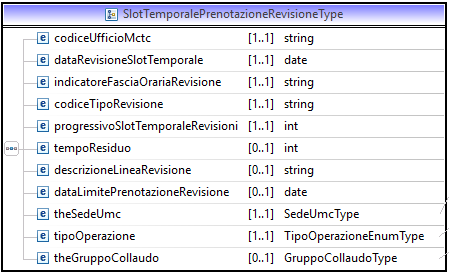 SlotTemporalePrenotazioneRevisioneType
e codiceUfficioMctc [1..1] string
e dataRevisioneSlotTemporale [1..1] date
e indicatoreFasciaOrariaRevisione [1..1] string
e codiceTipoRevisione [1..1] string
e progressivoSlotTemporaleRevisioni [1..1] int
e tempoResiduo [0..1] int
e descrizioneLineaRevisione [0..1] string
e dataLimitePrenotazioneRevisione [0..1] date
e theSedeUmc [1..1] SedeUmcType
e tipoOperazione [1..1] TipoOperazioneEnumType
e theGruppoCollaudo [0..1] GruppoCollaudoType